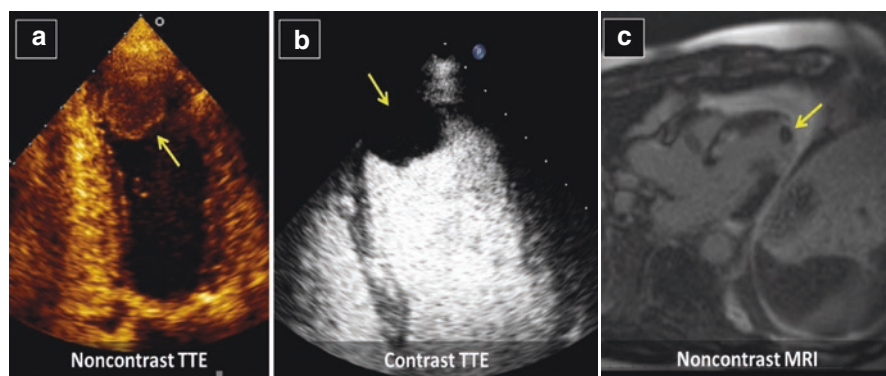 a
b
c
Noncontrast TTE
Contrast TTE
Noncontrast MRI